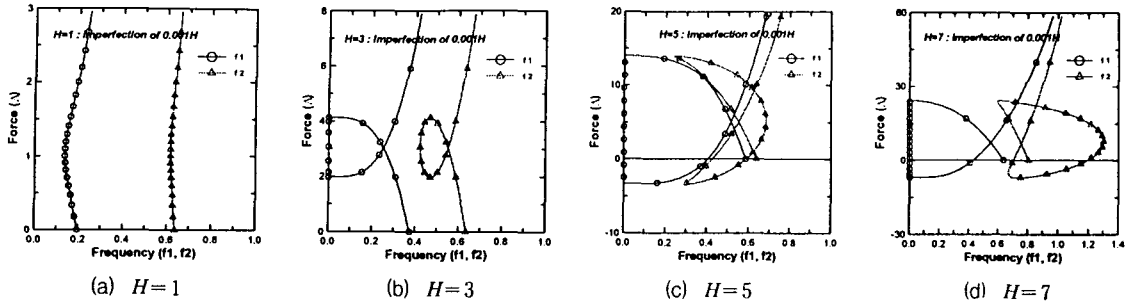 3
H=1 : Imperfection of 0.001H
f1
f2
2
1
0
Force (Δ)
0.0 0.2 0.4 0.6 0.8 1.0
Frequency (f1, f2)
(a) H=1
8
H=3 : Imperfection of 0.001H
f1
f2
6
4
2
0
Force (Δ)
0.0 0.2 0.4 0.6 0.8 1.0
Frequency (f1, f2)
(b) H=3
20
H=5 : Imperfection of 0.001H
f1
f2
10
0
-10
Force (Δ)
0.0 0.2 0.4 0.6 0.8 1.0
Frequency (f1, f2)
(c) H=5
60
H=7 : Imperfection of 0.001H
f1
f2
30
0
-30
Force (Δ)
0.0 0.2 0.4 0.6 0.8 1.0 1.2 1.4
Frequency (f1, f2)
(d) H=7